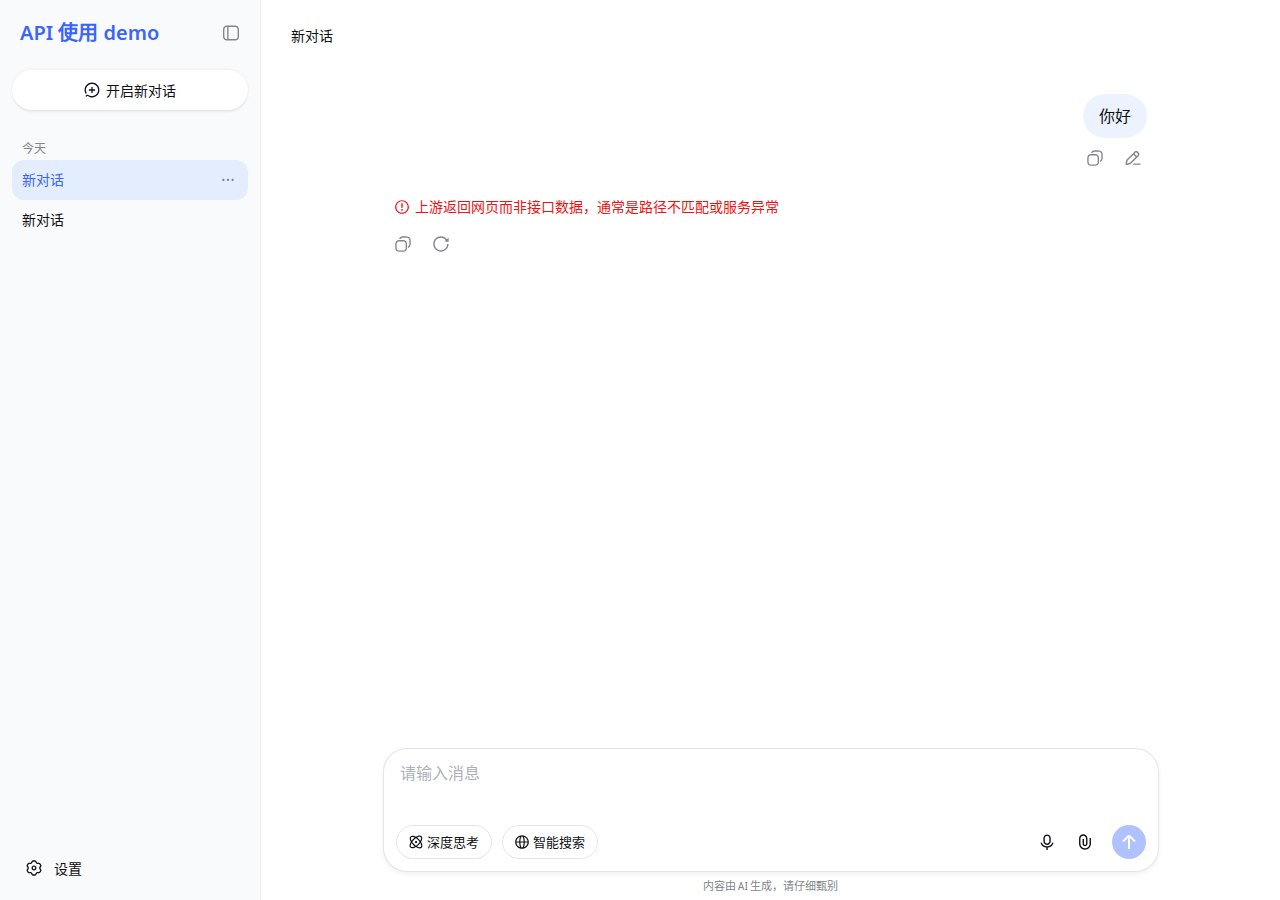 API 使用 demo
开启新对话
今天
新对话
新对话
设置
新对话
你好
上游返回网页而非接口数据，通常是路径不匹配或服务异常
请输入消息
深度思考
智能搜索
内容由 AI 生成，请仔细甄别